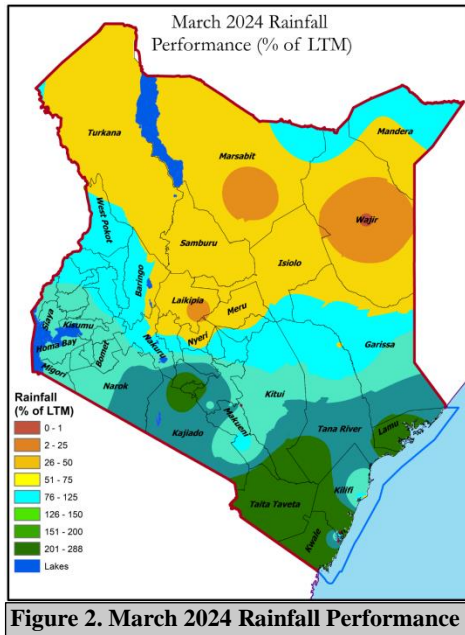 March 2024 Rainfall
Performance (% of LTM)
Mandera
Turkana
Marsabit
Wajir
West Pokot
Samburu
Isiolo
Baringo
Laikipia
Meru
Siaya
Kisumu
Nyeri
Nakuru
Garissa
Homa Bay
Bomet
Migori
Narok
Kitui
Makueni
Tana River
Lamu
Kajiado
Kilifi
Taita Taveta
Kwale
Rainfall
(% of LTM)
0 - 1
2 - 25
26 - 50
51 - 75
76 - 125
126 - 150
151 - 200
201 - 288
Lakes
Figure 2. March 2024 Rainfall Performance